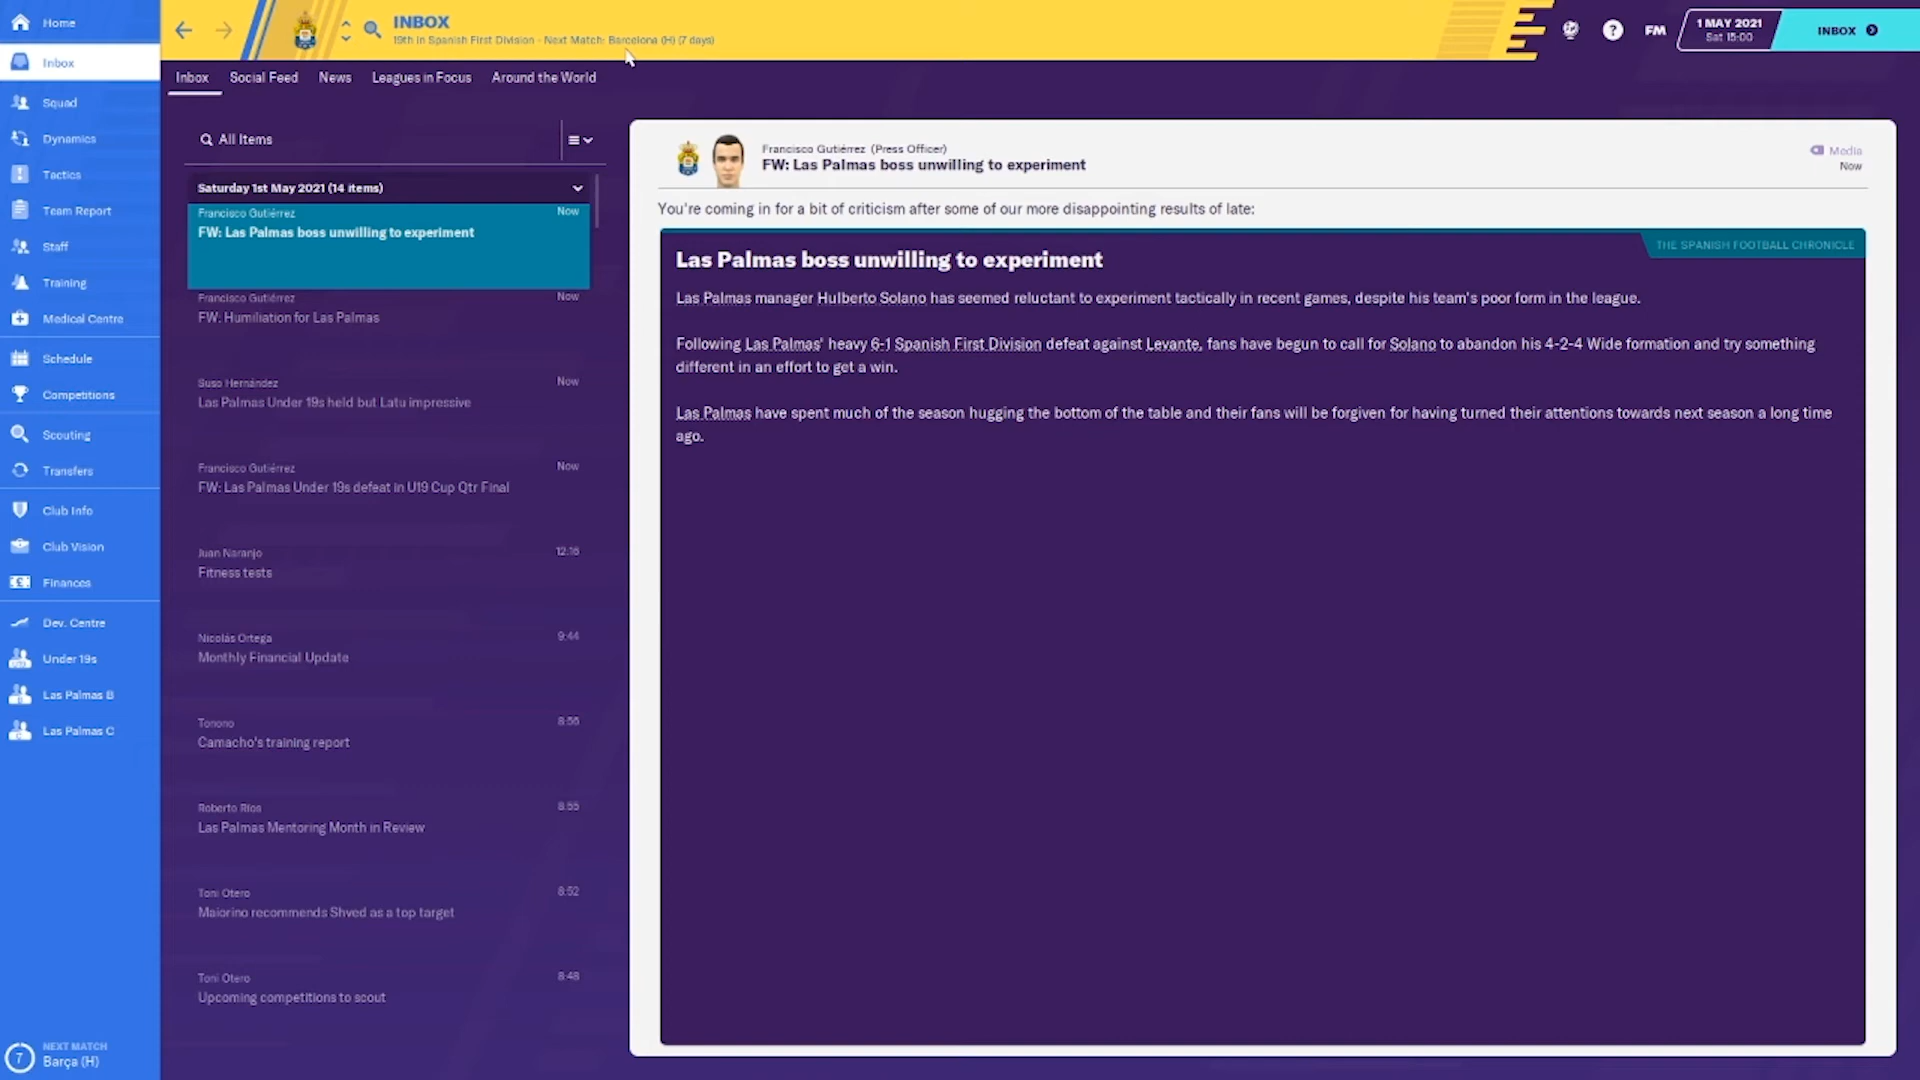 Home
INBOX
19th in Spanish First Division - Next Match: Barcelona (H) (7 days)
FM
1 MAY 2021
Sat 15:00
INBOX
Inbox
Squad
Dynamics
Tactics
Team Report
Staff
Training
Medical Centre
Schedule
Competitions
Scouting
Transfers
Club Info
Club Vision
Finances
Dev. Centre
Under 19s
Las Palmas B
Las Palmas C
7
NEXT MATCH
Barça (H)
Inbox Social Feed News Leagues in Focus Around the World
All Items
Saturday 1st May 2021 (14 items)
Francisco Gutiérrez Now
FW: Las Palmas boss unwilling to experiment
Francisco Gutiérrez Now
FW: Humiliation for Las Palmas
Suso Hernández Now
Las Palmas Under 19s held but Latu impressive
Francisco Gutiérrez Now
FW: Las Palmas Under 19s defeat in U19 Cup Qtr Final
Juan Naranjo 12:16
Fitness tests
Nicolás Ortega 9:44
Monthly Financial Update
Tonono 8:56
Camacho's training report
Roberto Ríos 8:55
Las Palmas Mentoring Month in Review
Toni Otero 8:52
Maiorino recommends Shved as a top target
Toni Otero 8:48
Upcoming competitions to scout
Francisco Gutiérrez (Press Officer)
FW: Las Palmas boss unwilling to experiment
Media
Now
You're coming in for a bit of criticism after some of our more disappointing results of late:
THE SPANISH FOOTBALL CHRONICLE
Las Palmas boss unwilling to experiment
Las Palmas manager Hulberto Solano has seemed reluctant to experiment tactically in recent games, despite his team's poor form in the league.
Following Las Palmas' heavy 6-1 Spanish First Division defeat against Levante, fans have begun to call for Solano to abandon his 4-2-4 Wide formation and try something
different in an effort to get a win.
Las Palmas have spent much of the season hugging the bottom of the table and their fans will be forgiven for having turned their attentions towards next season a long time
ago.